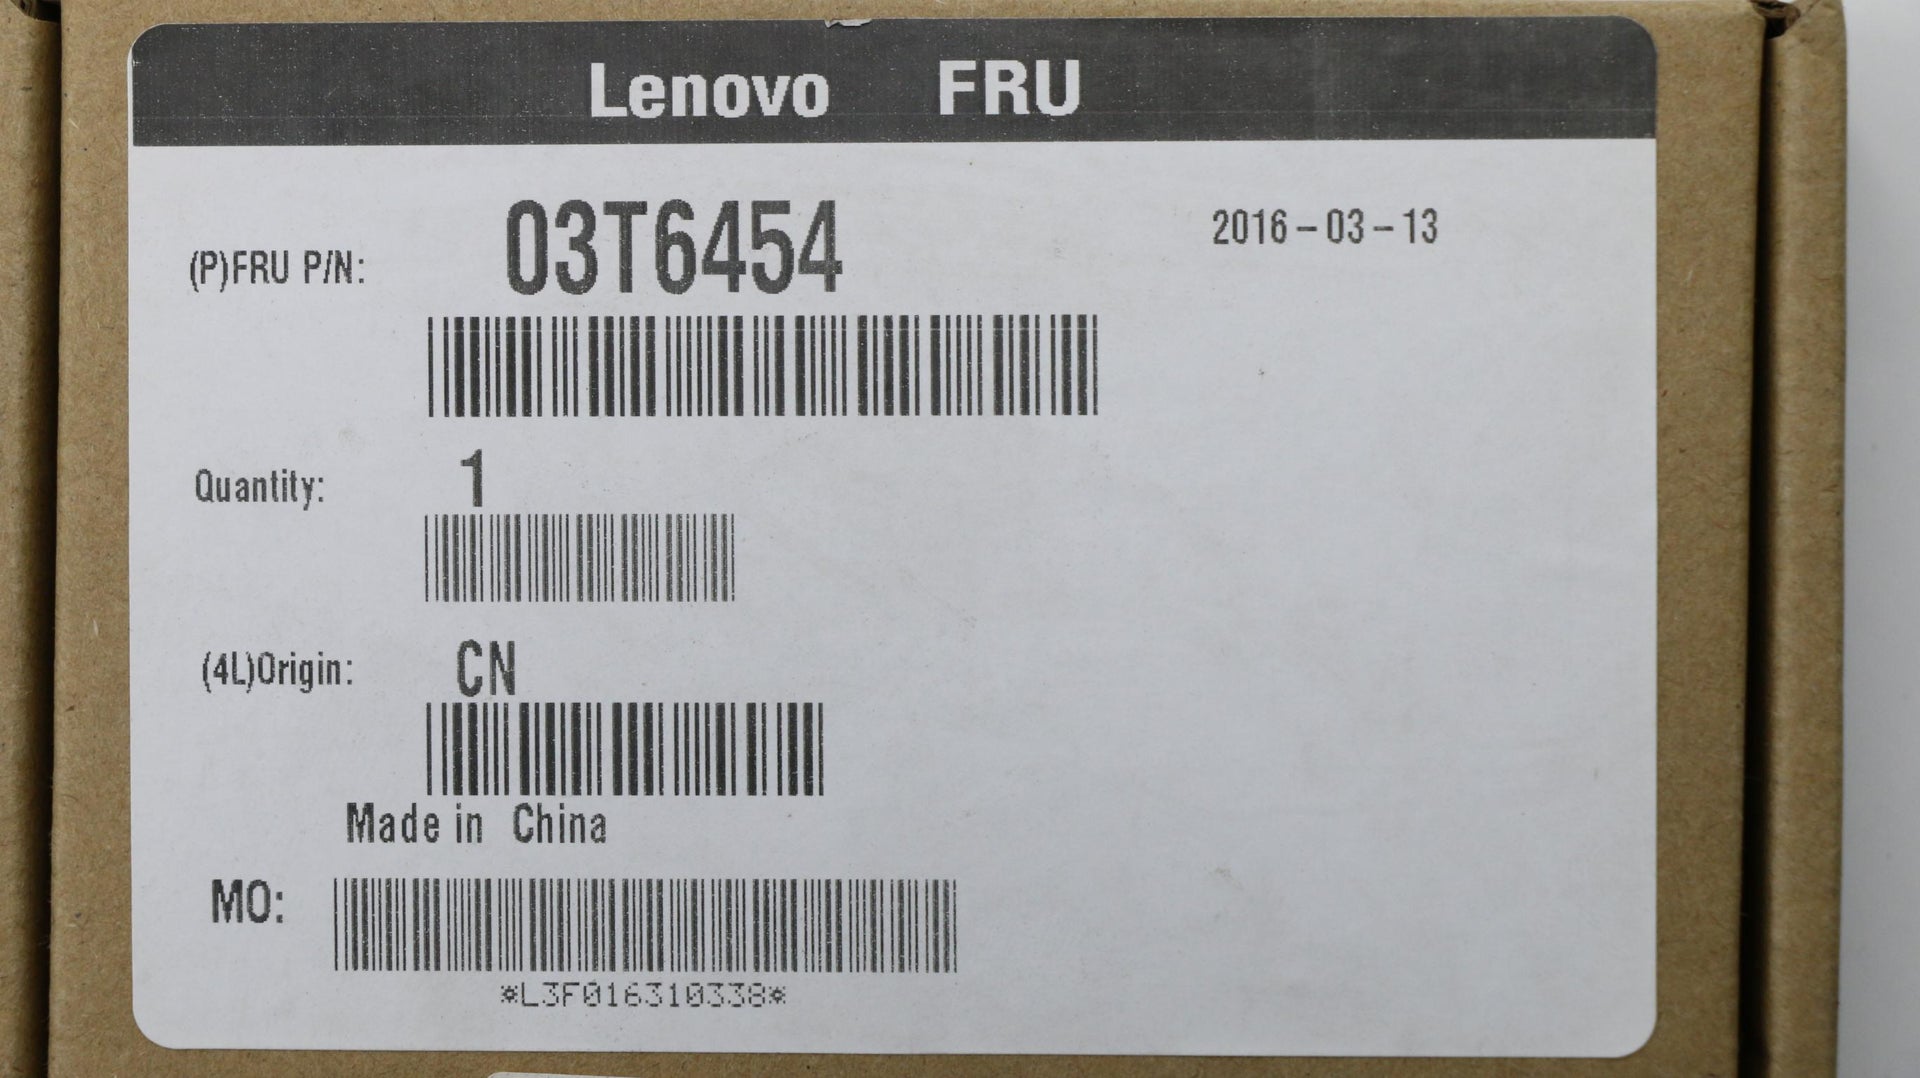 Lenovo FRU
(P)FRU P/N: 03T6454 2016-03-13
Quantity: 1
(4L)Origin: CN
Made in China
MO:
*L3F016310338*